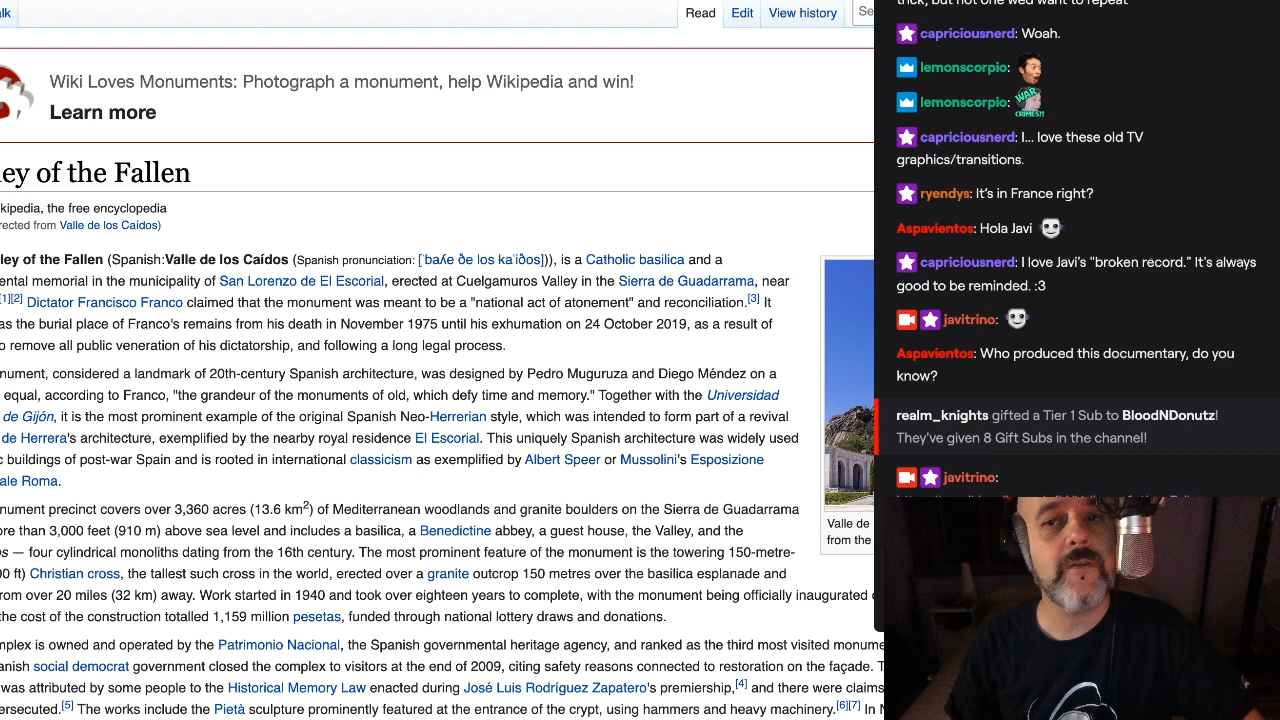 alk
Read Edit View history Se
Wiki Loves Monuments: Photograph a monument, help Wikipedia and win!
Learn more
ey of the Fallen
kipedia, the free encyclopedia
rected from Valle de los Caídos)
ley of the Fallen (Spanish:Valle de los Caídos (Spanish pronunciation: [ˈbaʎe ðe los kaˈiðos])), is a Catholic basilica and a
ental memorial in the municipality of San Lorenzo de El Escorial, erected at Cuelgamuros Valley in the Sierra de Guadarrama, near
[1][2] Dictator Francisco Franco claimed that the monument was meant to be a "national act of atonement" and reconciliation.[3] It
as the burial place of Franco's remains from his death in November 1975 until his exhumation on 24 October 2019, as a result of
o remove all public veneration of his dictatorship, and following a long legal process.
nument, considered a landmark of 20th-century Spanish architecture, was designed by Pedro Muguruza and Diego Méndez on a
equal, according to Franco, "the grandeur of the monuments of old, which defy time and memory." Together with the Universidad
de Gijón, it is the most prominent example of the original Spanish Neo-Herrerian style, which was intended to form part of a revival
de Herrera's architecture, exemplified by the nearby royal residence El Escorial. This uniquely Spanish architecture was widely used
c buildings of post-war Spain and is rooted in international classicism as exemplified by Albert Speer or Mussolini's Esposizione
ale Roma.
nument precinct covers over 3,360 acres (13.6 km2) of Mediterranean woodlands and granite boulders on the Sierra de Guadarrama
ore than 3,000 feet (910 m) above sea level and includes a basilica, a Benedictine abbey, a guest house, the Valley, and the
s — four cylindrical monoliths dating from the 16th century. The most prominent feature of the monument is the towering 150-metre-
90 ft) Christian cross, the tallest such cross in the world, erected over a granite outcrop 150 metres over the basilica esplanade and
rom over 20 miles (32 km) away. Work started in 1940 and took over eighteen years to complete, with the monument being officially inaugurated
the cost of the construction totalled 1,159 million pesetas, funded through national lottery draws and donations.
mplex is owned and operated by the Patrimonio Nacional, the Spanish governmental heritage agency, and ranked as the third most visited monume
anish social democrat government closed the complex to visitors at the end of 2009, citing safety reasons connected to restoration on the façade. T
was attributed by some people to the Historical Memory Law enacted during José Luis Rodríguez Zapatero's premiership,[4] and there were claims
ersecuted.[5] The works include the Pietà sculpture prominently featured at the entrance of the crypt, using hammers and heavy machinery.[6][7] In N
Valle de
from the
trick, but not one wed want to repeat
capriciousnerd: Woah.
lemonscorpio:
lemonscorpio: WAR CRIMES!!
capriciousnerd: I... love these old TV
graphics/transitions.
ryendys: It's in France right?
Aspavientos: Hola Javi
capriciousnerd: I love Javi's "broken record." It's always
good to be reminded. :3
javitrino:
Aspavientos: Who produced this documentary, do you
know?
realm_knights gifted a Tier 1 Sub to BloodNDonutz!
They've given 8 Gift Subs in the channel!
javitrino: